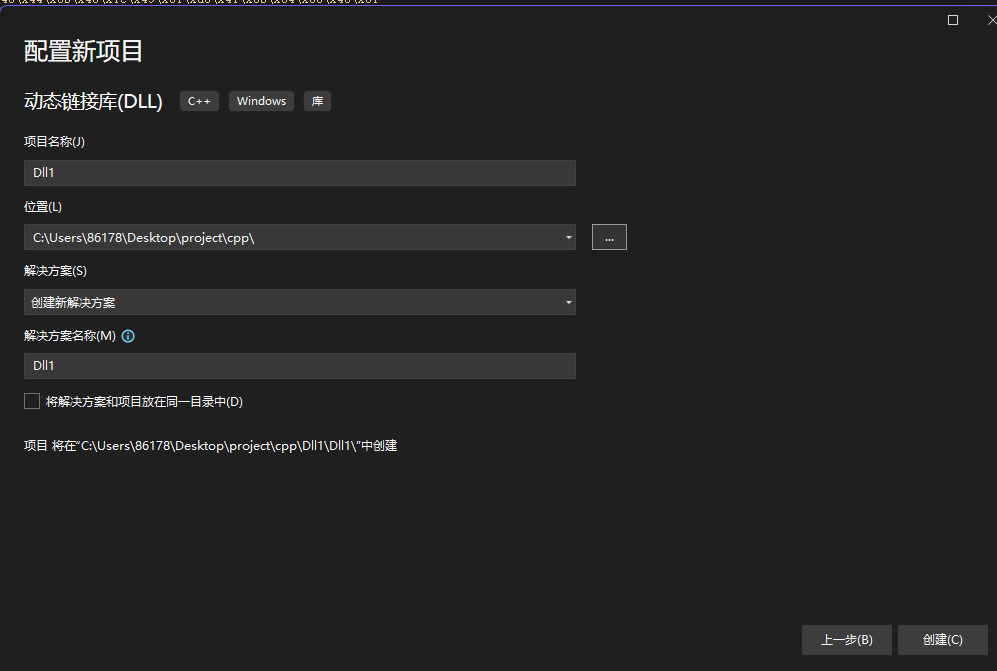 配置新项目
动态链接库(DLL) C++ Windows 库
项目名称(J)
Dll1
位置(L)
C:\Users\86178\Desktop\project\cpp\
...
解决方案(S)
创建新解决方案
解决方案名称(M)
Dll1
将解决方案和项目放在同一目录中(D)
项目 将在“C:\Users\86178\Desktop\project\cpp\Dll1\Dll1\”中创建
上一步(B) 创建(C)